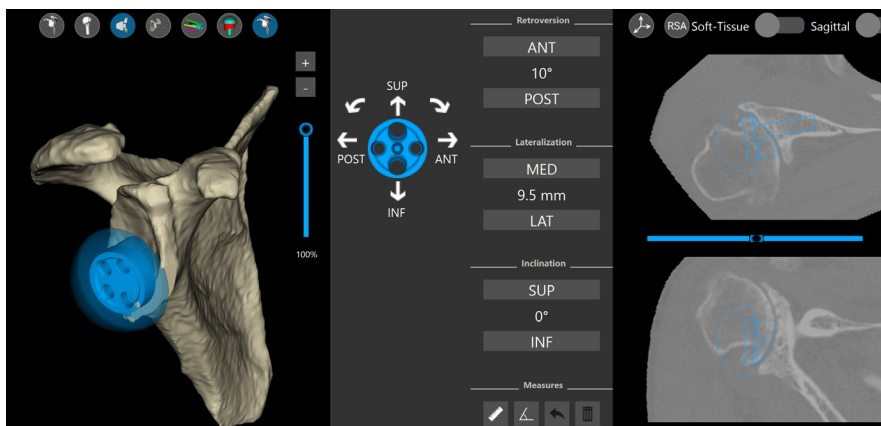 +
-
100%
SUP
POST
ANT
INF
Retroversion
ANT
10°
POST
Lateralization
MED
9.5 mm
LAT
Inclination
SUP
0°
INF
Measures
RSA Soft-Tissue
Sagittal